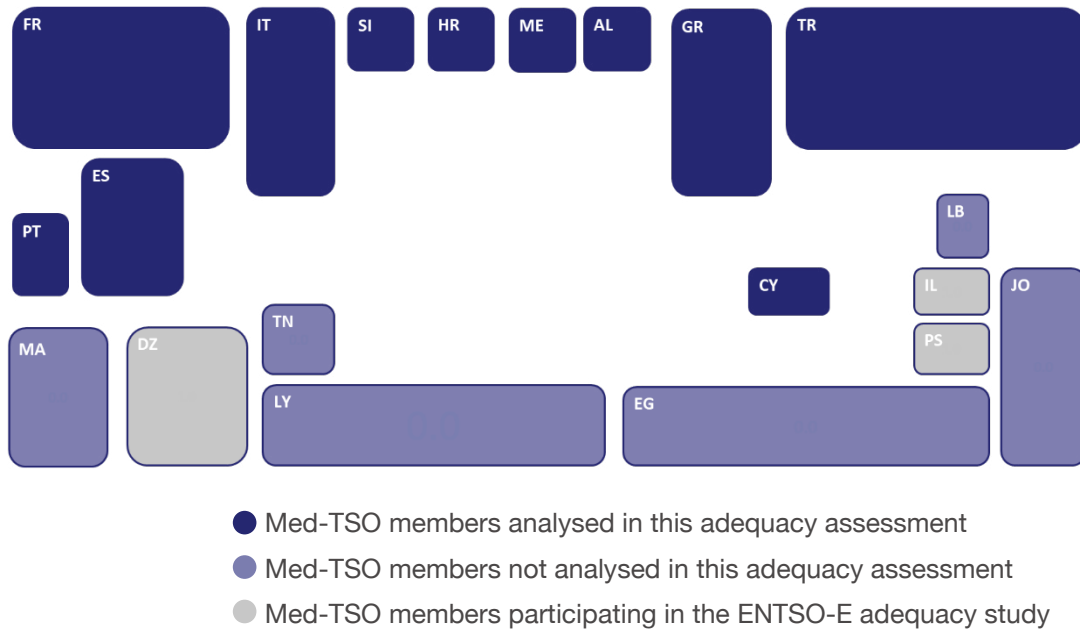 FR
IT
SI
HR
ME
AL
GR
TR
ES
PT
LB
CY
IL
JO
TN
MA
DZ
PS
LY
EG
Med-TSO members analysed in this adequacy assessment
Med-TSO members not analysed in this adequacy assessment
Med-TSO members participating in the ENTSO-E adequacy study